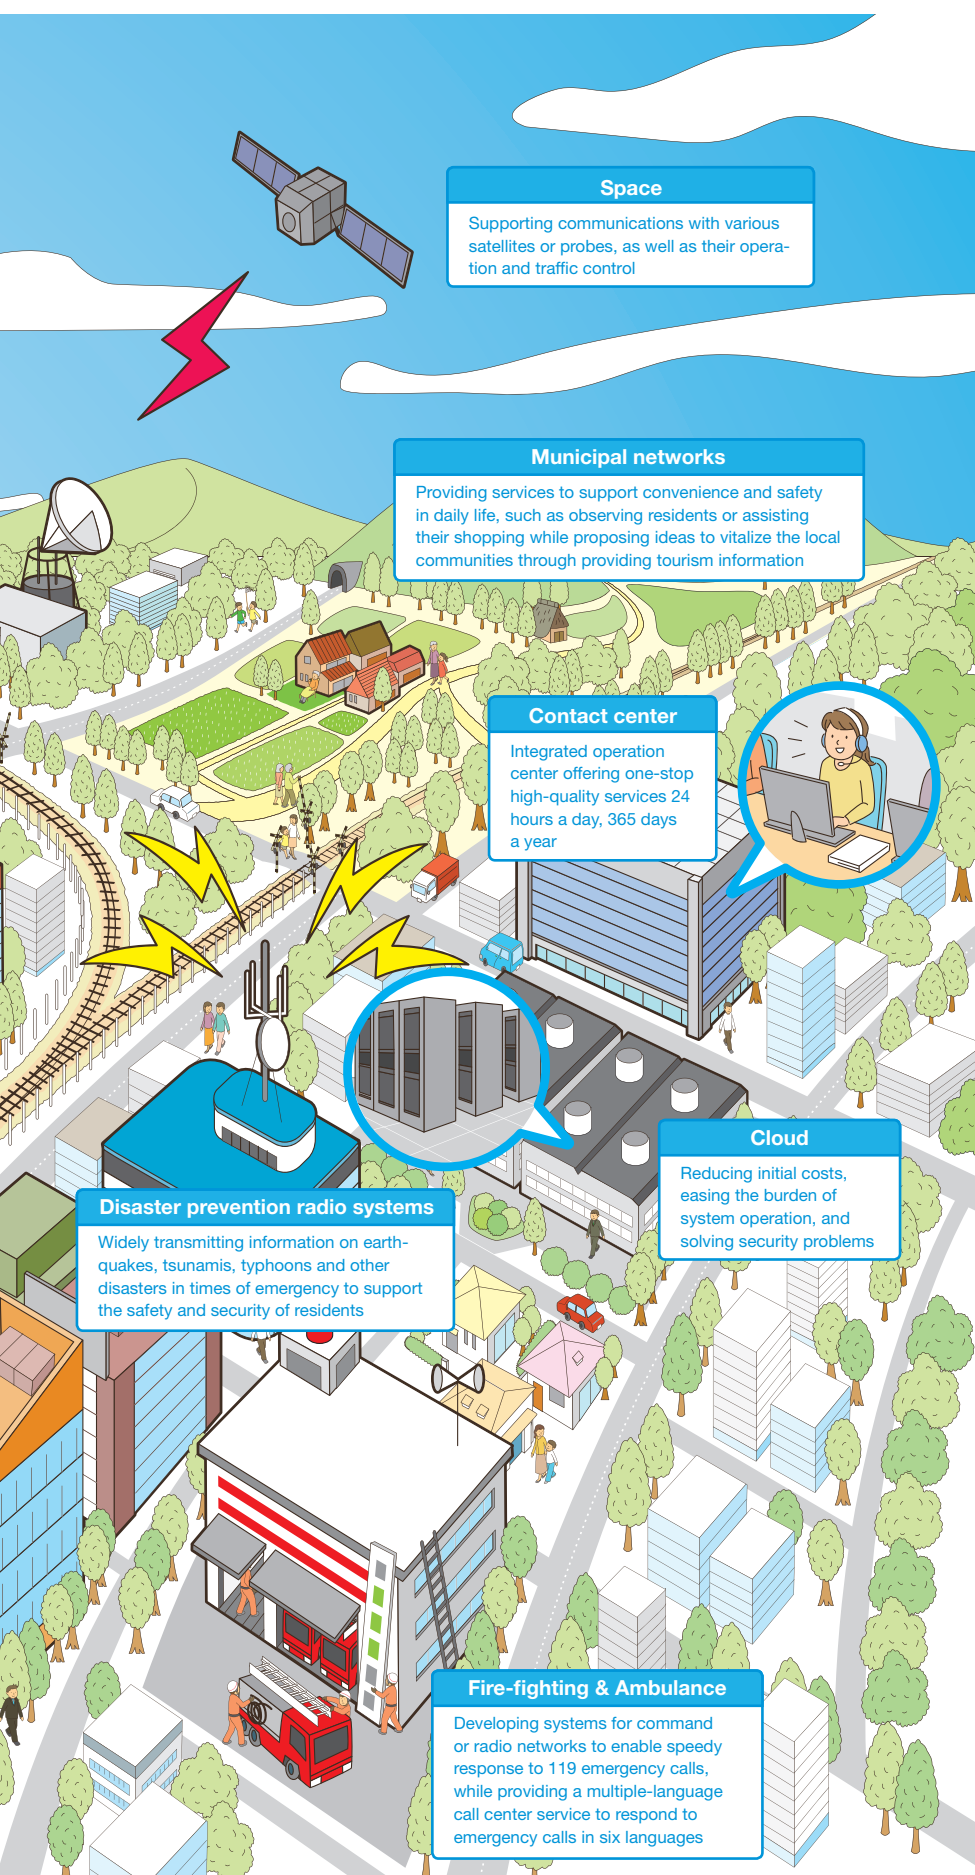 Space
Supporting communications with various
satellites or probes, as well as their opera-
tion and traffic control
Municipal networks
Providing services to support convenience and safety
in daily life, such as observing residents or assisting
their shopping while proposing ideas to vitalize the local
communities through providing tourism information
Contact center
Integrated operation
center offering one-stop
high-quality services 24
hours a day, 365 days
a year
Cloud
Reducing initial costs,
easing the burden of
system operation, and
solving security problems
Disaster prevention radio systems
Widely transmitting information on earth-
quakes, tsunamis, typhoons and other
disasters in times of emergency to support
the safety and security of residents
Fire-fighting & Ambulance
Developing systems for command
or radio networks to enable speedy
response to 119 emergency calls,
while providing a multiple-language
call center service to respond to
emergency calls in six languages